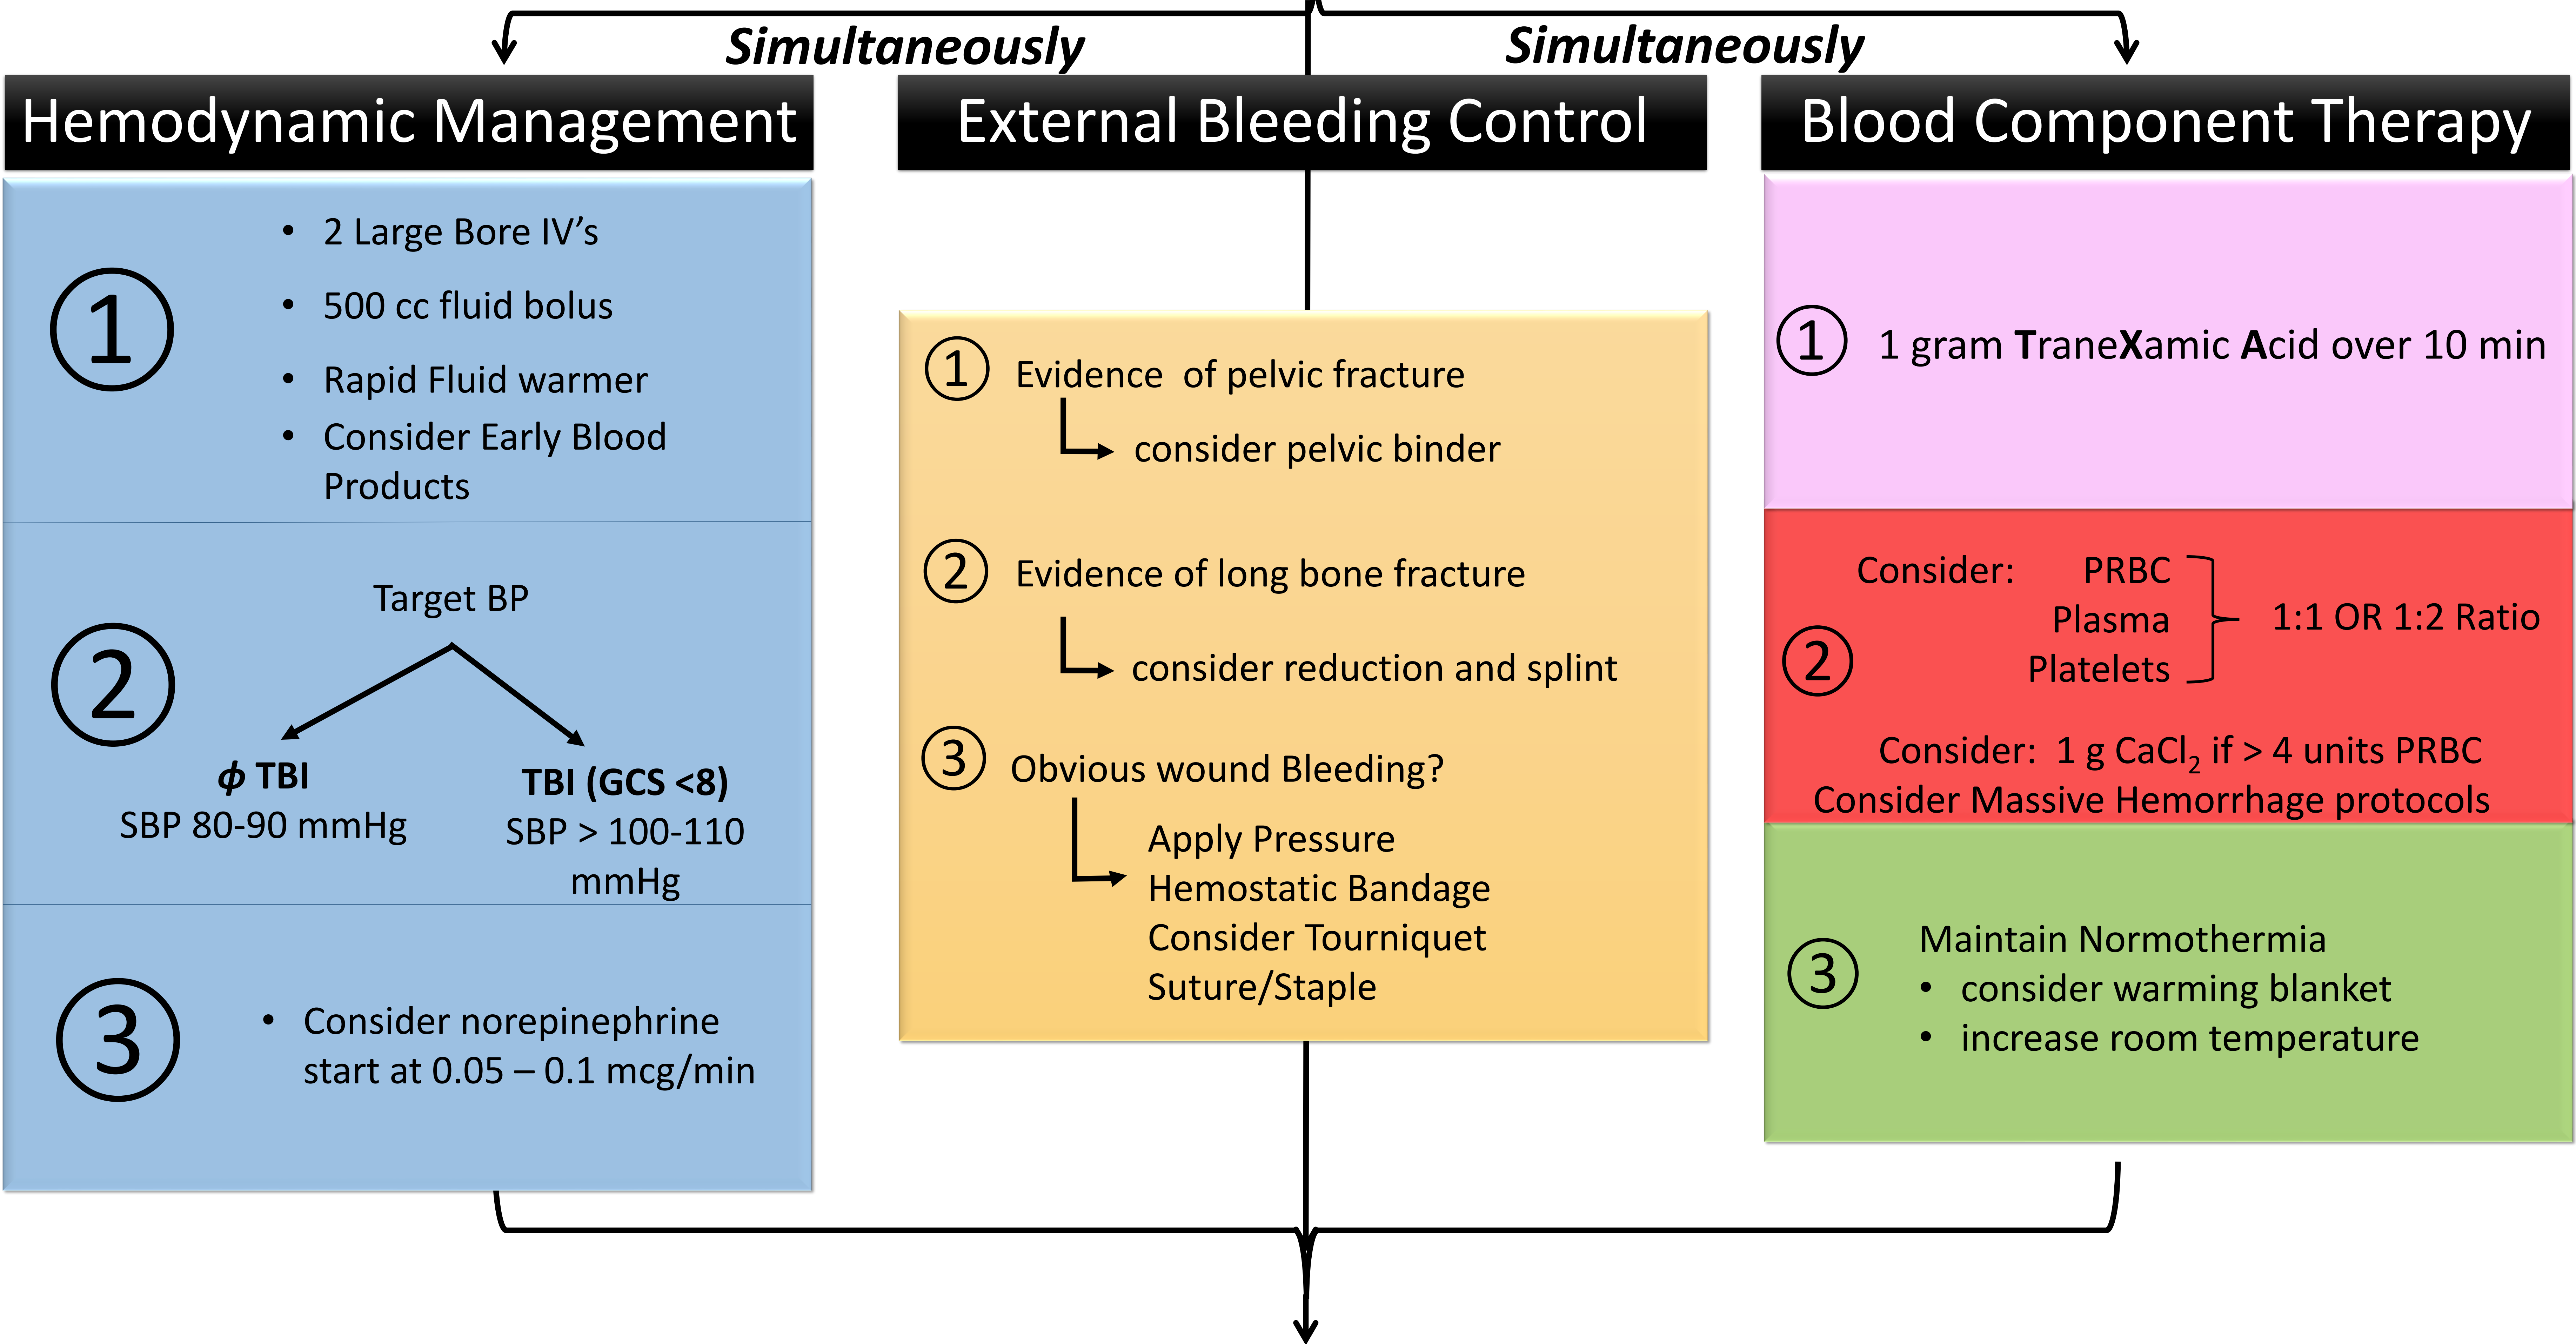 Simultaneously
Simultaneously
Hemodynamic Management
① 
• 2 Large Bore IV’s
• 500 cc fluid bolus
• Rapid Fluid warmer
• Consider Early Blood
Products
②
Target BP
ϕ TBI
SBP 80-90 mmHg
TBI (GCS <8)
SBP > 100-110
mmHg
③
• Consider norepinephrine
start at 0.05 – 0.1 mcg/min
External Bleeding Control
① Evidence of pelvic fracture
consider pelvic binder
② Evidence of long bone fracture
consider reduction and splint
③ Obvious wound Bleeding?
Apply Pressure
Hemostatic Bandage
Consider Tourniquet
Suture/Staple
Blood Component Therapy
① 1 gram TraneXamic Acid over 10 min
②
Consider: PRBC
Plasma
Platelets
1:1 OR 1:2 Ratio
Consider: 1 g CaCl₂ if > 4 units PRBC
Consider Massive Hemorrhage protocols
③
Maintain Normothermia
• consider warming blanket
• increase room temperature